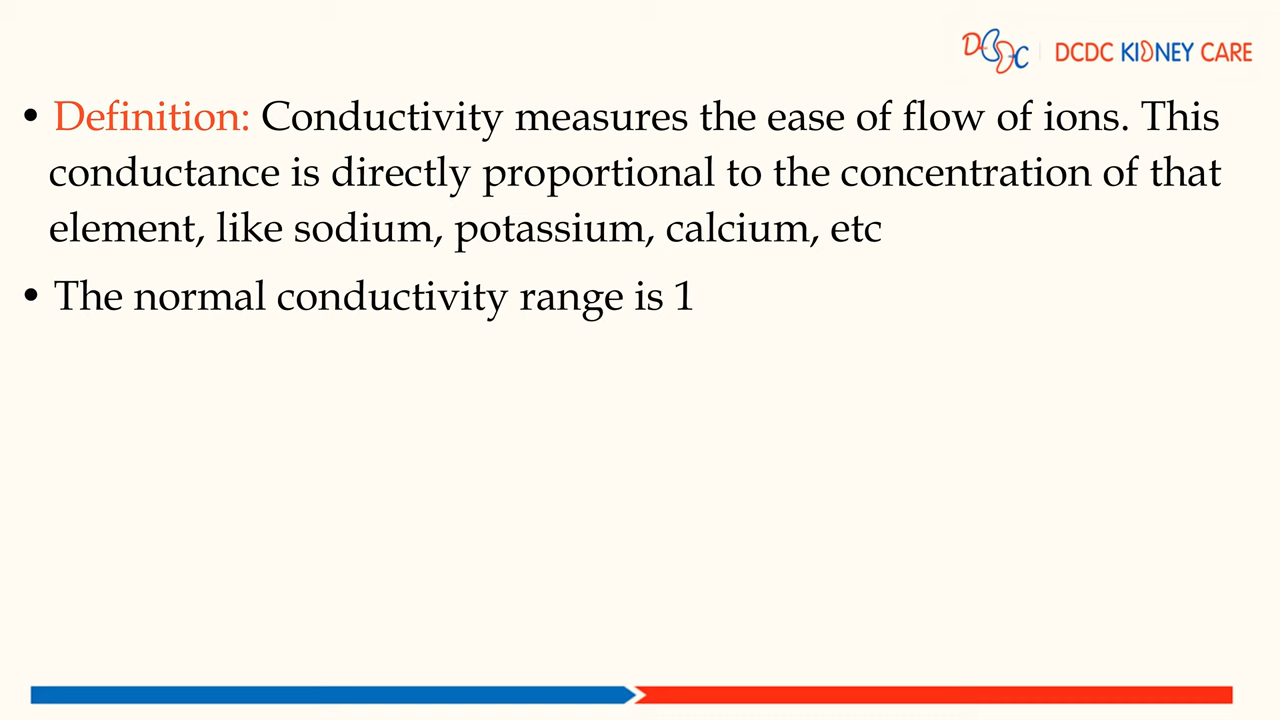 DCDC KIDNEY CARE
• Definition: Conductivity measures the ease of flow of ions. This
conductance is directly proportional to the concentration of that
element, like sodium, potassium, calcium, etc
• The normal conductivity range is 1